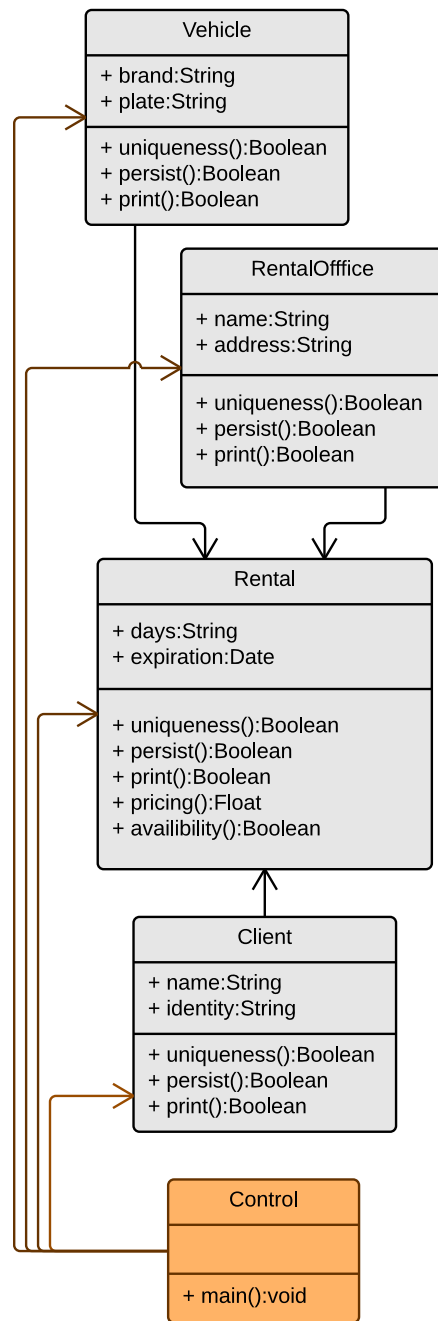 Vehicle
+ brand:String
+ plate:String
+ uniqueness():Boolean
+ persist():Boolean
+ print():Boolean
RentalOfffice
+ name:String
+ address:String
+ uniqueness():Boolean
+ persist():Boolean
+ print():Boolean
Rental
+ days:String
+ expiration:Date
+ uniqueness():Boolean
+ persist():Boolean
+ print():Boolean
+ pricing():Float
+ availibility():Boolean
Client
+ name:String
+ identity:String
+ uniqueness():Boolean
+ persist():Boolean
+ print():Boolean
Control
+ main():void